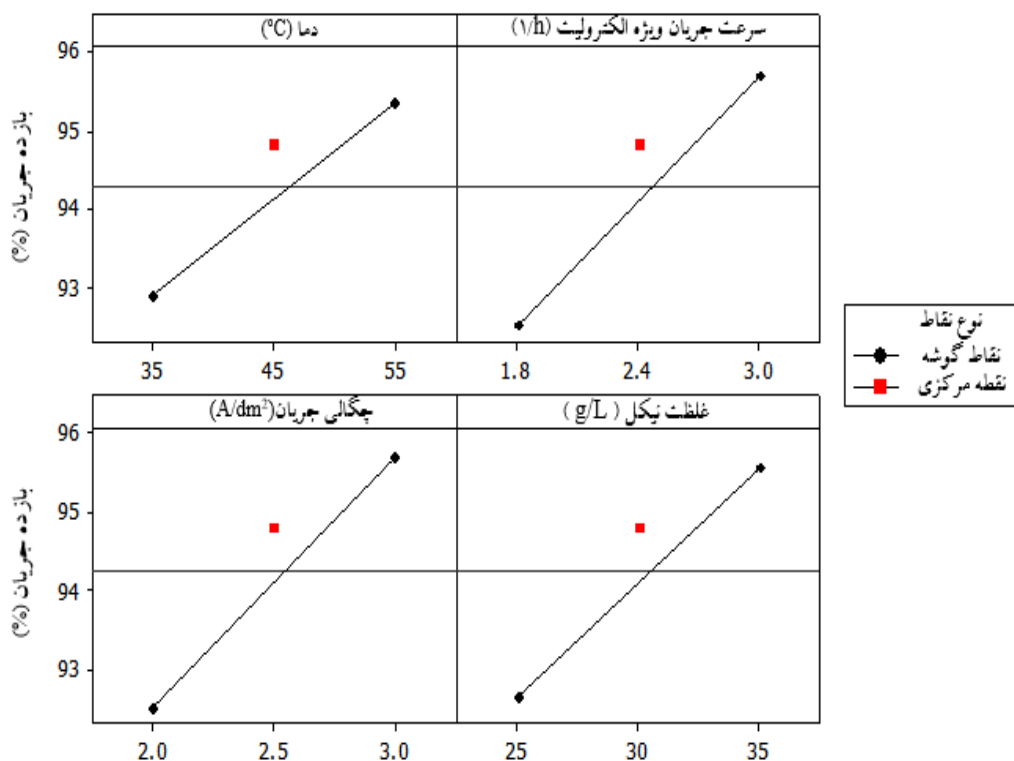 دما (°C)
سرعت جریان ویژه الکترولیت (۱/h)
96
95
94
93
بازده جریان (%)
35
45
55
1.8
2.4
3.0
نوع نقاط
نقاط گوشه
نقطه مرکزی
چگالی جریان(A/dm²)
غلظت نیکل ( g/L )
96
95
94
93
بازده جریان (%)
2.0
2.5
3.0
25
30
35